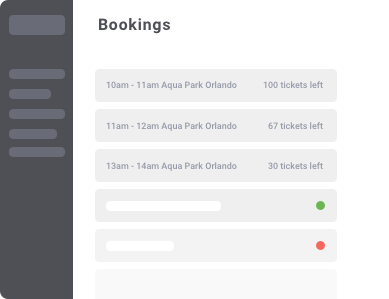 Bookings
10am - 11am Aqua Park Orlando 100 tickets left
11am - 12am Aqua Park Orlando 67 tickets left
13am - 14am Aqua Park Orlando 30 tickets left